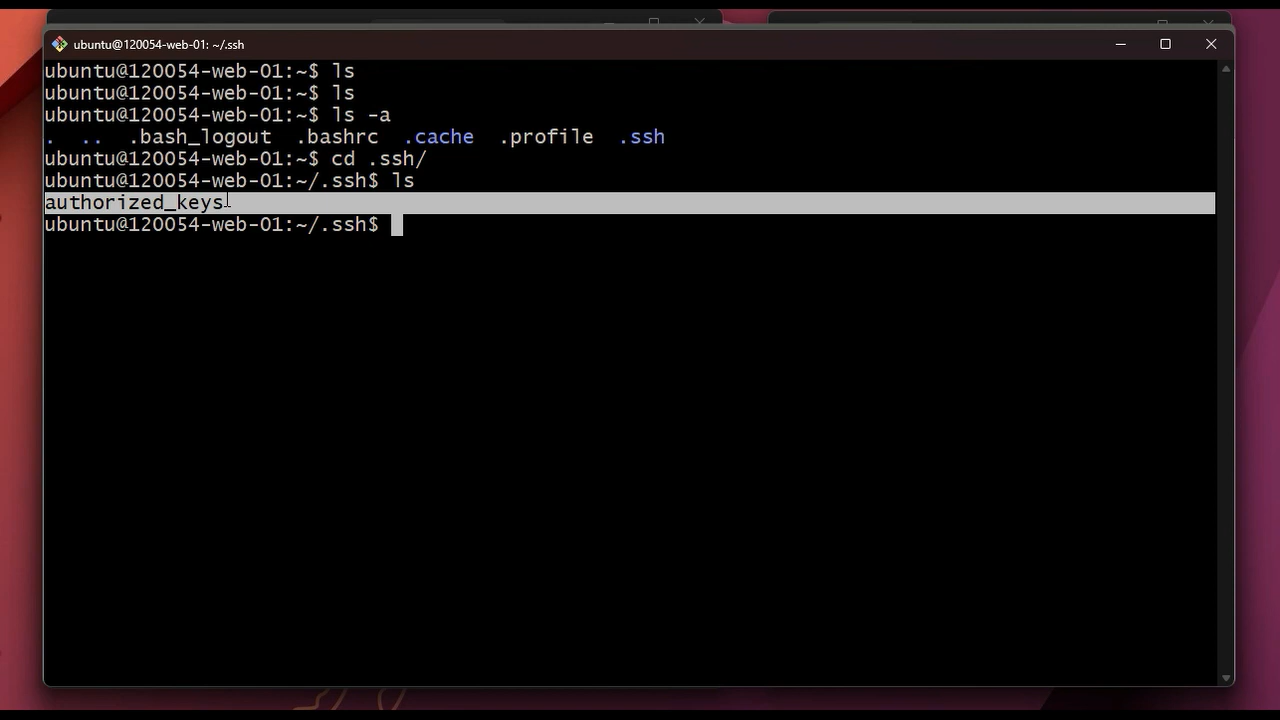 ubuntu@120054-web-01: ~/.ssh
ubuntu@120054-web-01:~$ ls
ubuntu@120054-web-01:~$ ls
ubuntu@120054-web-01:~$ ls -a
. .. .bash_logout .bashrc .cache .profile .ssh
ubuntu@120054-web-01:~$ cd .ssh/
ubuntu@120054-web-01:~/.ssh$ ls
authorized_keys
ubuntu@120054-web-01:~/.ssh$